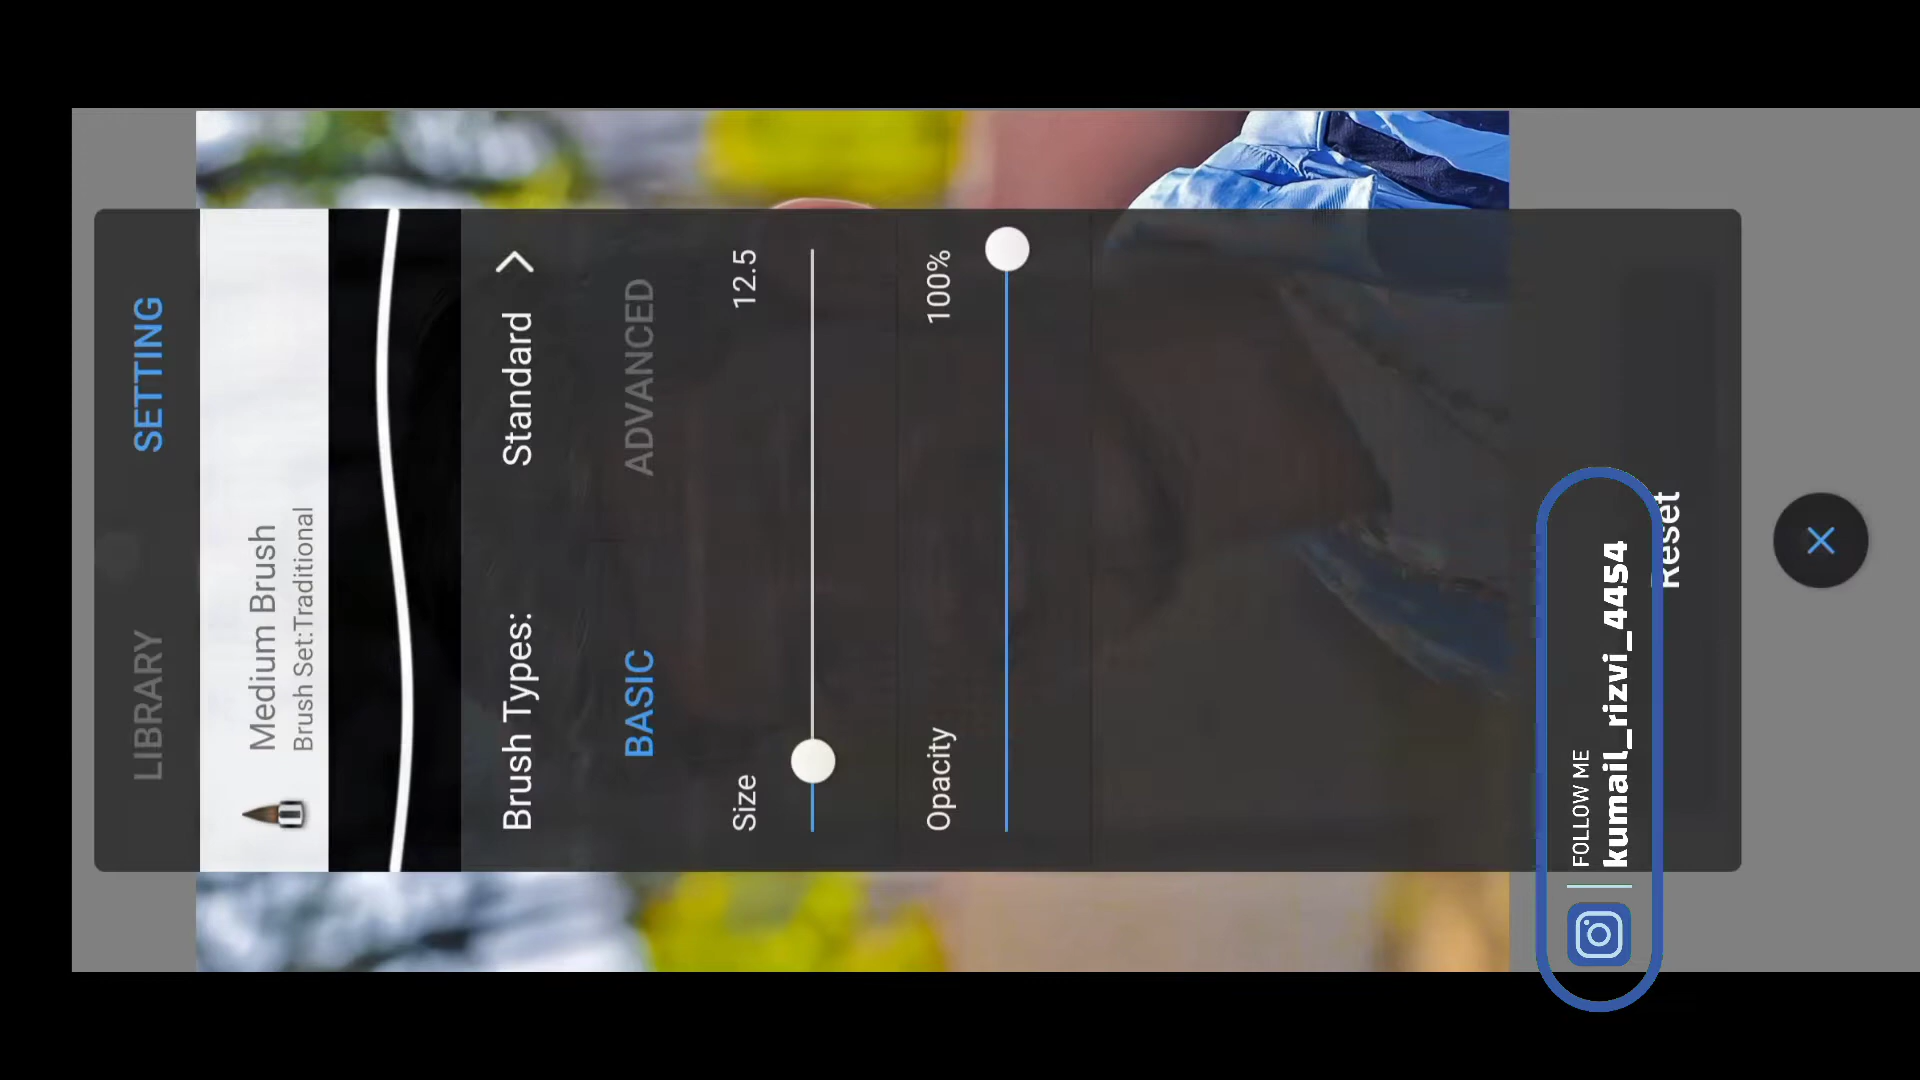 LIBRARY SETTING
Medium Brush
Brush Set:Traditional
Brush Types: Standard
BASIC ADVANCED
Size 12.5
Opacity 100%
FOLLOW ME
kumail_rizvi_4454
Reset